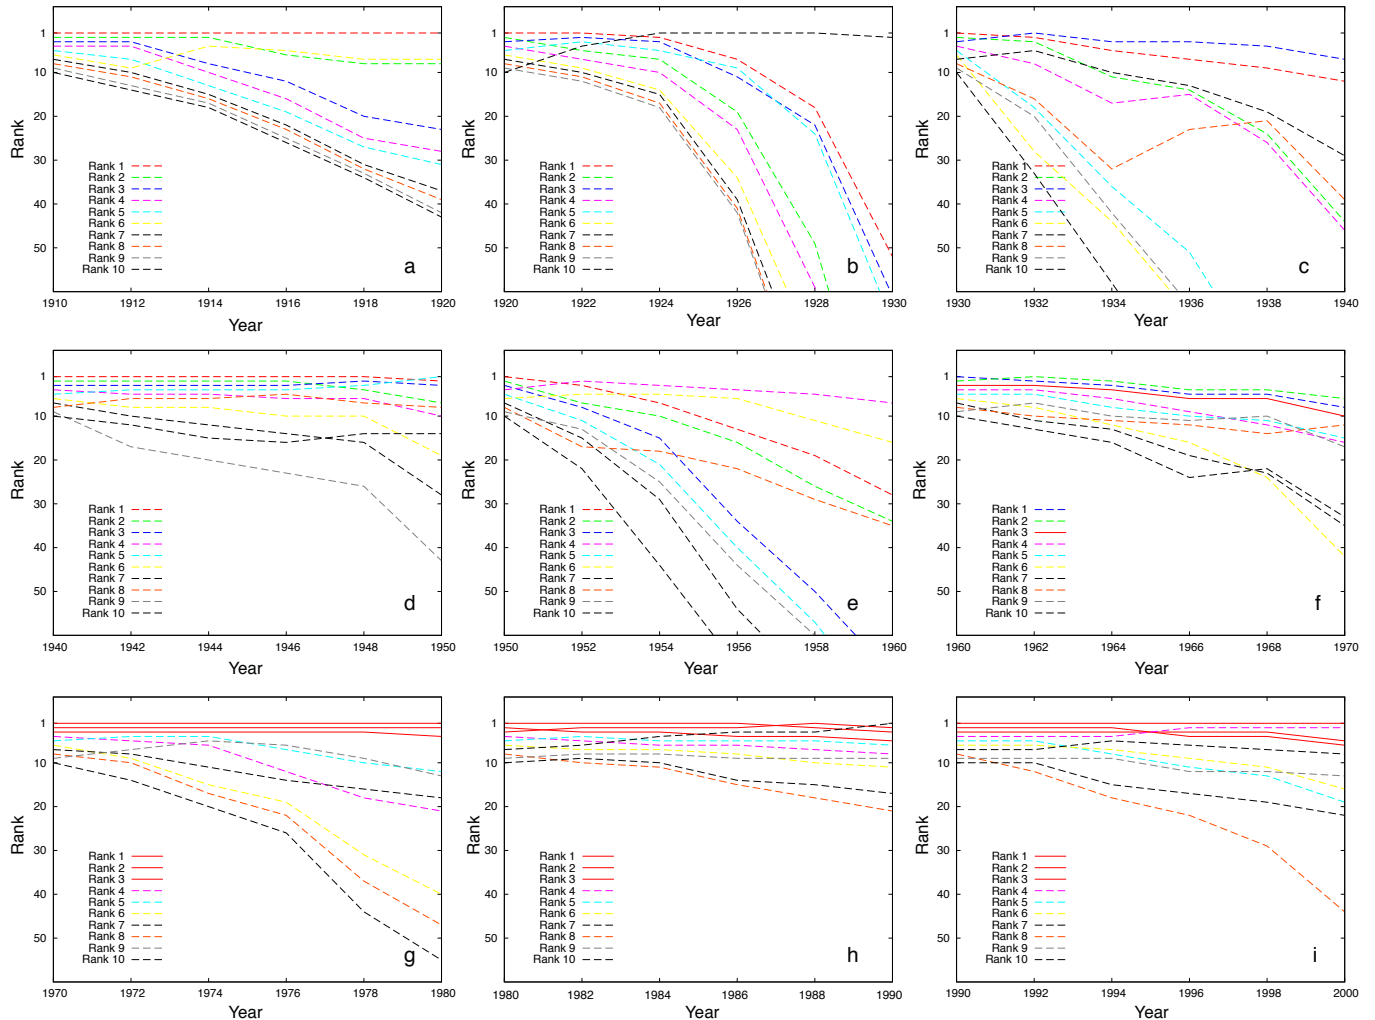 Rank
1
10
20
30
40
50
Rank 1
Rank 2
Rank 3
Rank 4
Rank 5
Rank 6
Rank 7
Rank 8
Rank 9
Rank 10
a
1910 1912 1914 1916 1918 1920
Year
Rank
1
10
20
30
40
50
Rank 1
Rank 2
Rank 3
Rank 4
Rank 5
Rank 6
Rank 7
Rank 8
Rank 9
Rank 10
b
1920 1922 1924 1926 1928 1930
Year
Rank
1
10
20
30
40
50
Rank 1
Rank 2
Rank 3
Rank 4
Rank 5
Rank 6
Rank 7
Rank 8
Rank 9
Rank 10
c
1930 1932 1934 1936 1938 1940
Year
Rank
1
10
20
30
40
50
Rank 1
Rank 2
Rank 3
Rank 4
Rank 5
Rank 6
Rank 7
Rank 8
Rank 9
Rank 10
d
1940 1942 1944 1946 1948 1950
Year
Rank
1
10
20
30
40
50
Rank 1
Rank 2
Rank 3
Rank 4
Rank 5
Rank 6
Rank 7
Rank 8
Rank 9
Rank 10
e
1950 1952 1954 1956 1958 1960
Year
Rank
1
10
20
30
40
50
Rank 1
Rank 2
Rank 3
Rank 4
Rank 5
Rank 6
Rank 7
Rank 8
Rank 9
Rank 10
f
1960 1962 1964 1966 1968 1970
Year
Rank
1
10
20
30
40
50
Rank 1
Rank 2
Rank 3
Rank 4
Rank 5
Rank 6
Rank 7
Rank 8
Rank 9
Rank 10
g
1970 1972 1974 1976 1978 1980
Year
Rank
1
10
20
30
40
50
Rank 1
Rank 2
Rank 3
Rank 4
Rank 5
Rank 6
Rank 7
Rank 8
Rank 9
Rank 10
h
1980 1982 1984 1986 1988 1990
Year
Rank
1
10
20
30
40
50
Rank 1
Rank 2
Rank 3
Rank 4
Rank 5
Rank 6
Rank 7
Rank 8
Rank 9
Rank 10
i
1990 1992 1994 1996 1998 2000
Year